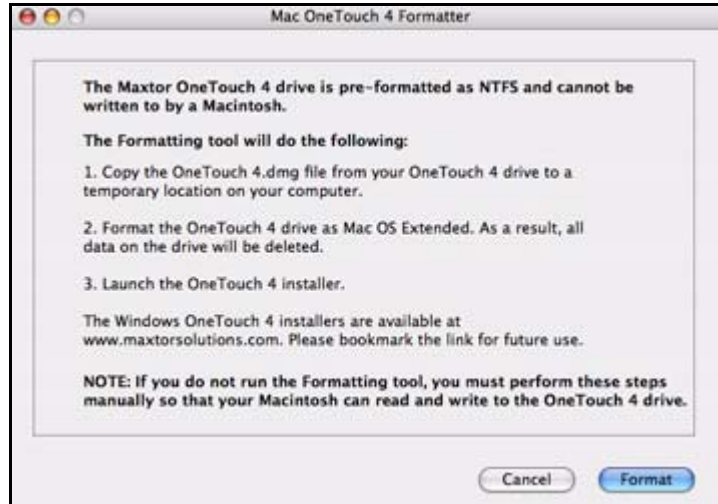 Mac OneTouch 4 Formatter
The Maxtor OneTouch 4 drive is pre-formatted as NTFS and cannot be
written to by a Macintosh.
The Formatting tool will do the following:
1. Copy the OneTouch 4.dmg file from your OneTouch 4 drive to a
temporary location on your computer.
2. Format the OneTouch 4 drive as Mac OS Extended. As a result, all
data on the drive will be deleted.
3. Launch the OneTouch 4 installer.
The Windows OneTouch 4 installers are available at
www.maxtorsolutions.com. Please bookmark the link for future use.
NOTE: If you do not run the Formatting tool, you must perform these steps
manually so that your Macintosh can read and write to the OneTouch 4 drive.
Cancel Format